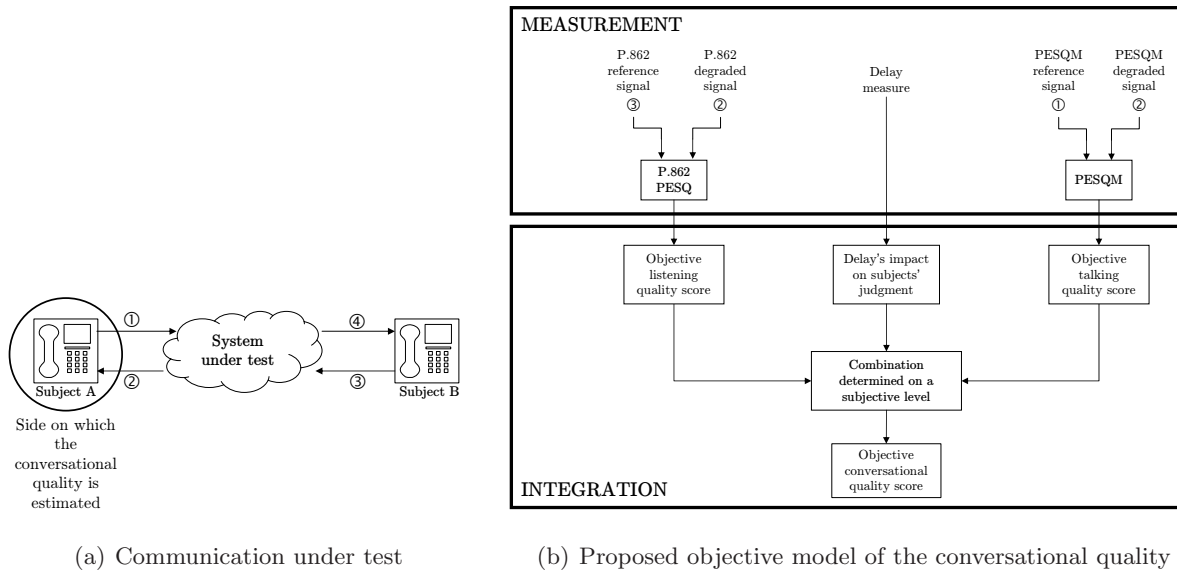 ①
④
System
under test
②
③
Subject A
Subject B
Side on which
the
conversational
quality is
estimated
(a) Communication under test
MEASUREMENT
P.862
reference
signal
③
P.862
degraded
signal
②
Delay
measure
PESQM
reference
signal
①
PESQM
degraded
signal
②
P.862
PESQ
PESQM
Objective
listening
quality score
Delay's impact
on subjects'
judgment
Objective
talking
quality score
Combination
determined on a
subjective level
Objective
conversational
quality score
INTEGRATION
(b) Proposed objective model of the conversational quality